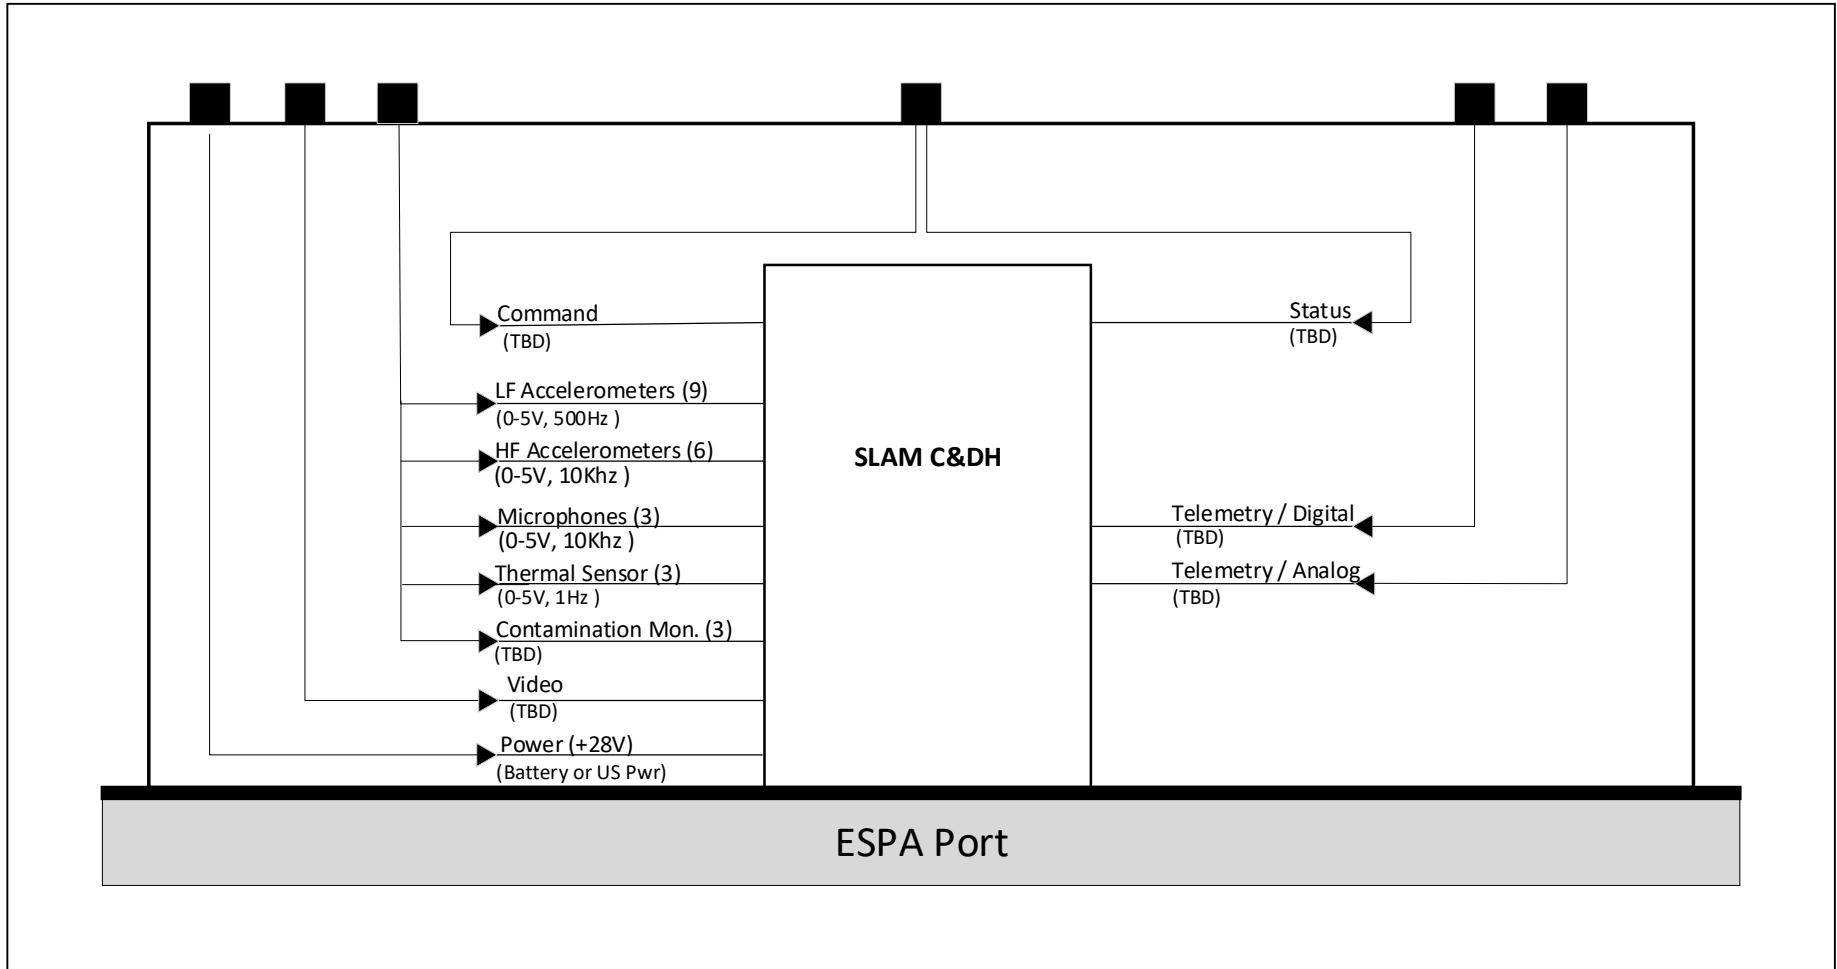 Command
(TBD)
LF Accelerometers (9)
(0-5V, 500Hz )
HF Accelerometers (6)
(0-5V, 10Khz )
Microphones (3)
(0-5V, 10Khz )
Thermal Sensor (3)
(0-5V, 1Hz )
Contamination Mon. (3)
(TBD)
Video
(TBD)
Power (+28V)
(Battery or US Pwr)
SLAM C&DH
Status
(TBD)
Telemetry / Digital
(TBD)
Telemetry / Analog
(TBD)
ESPA Port